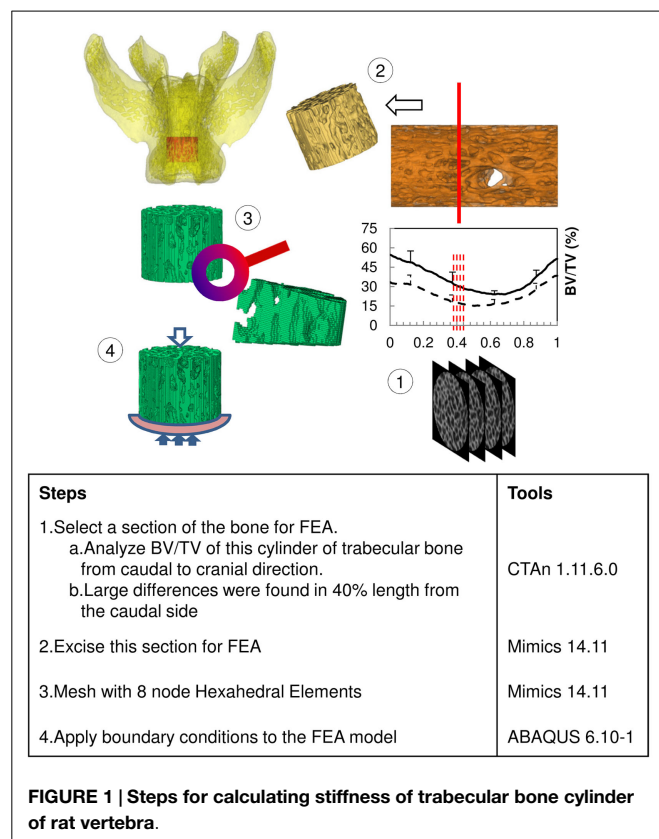 2
3
4
1
75
60
45
30
15
0
0 0.2 0.4 0.6 0.8 1
BV/TV (%)
Steps Tools
1.Select a section of the bone for FEA.
a.Analyze BV/TV of this cylinder of trabecular bone
from caudal to cranial direction.
b.Large differences were found in 40% length from
the caudal side
CTAn 1.11.6.0
2.Excise this section for FEA Mimics 14.11
3.Mesh with 8 node Hexahedral Elements Mimics 14.11
4.Apply boundary conditions to the FEA model ABAQUS 6.10-1
FIGURE 1 | Steps for calculating stiffness of trabecular bone cylinder
of rat vertebra.